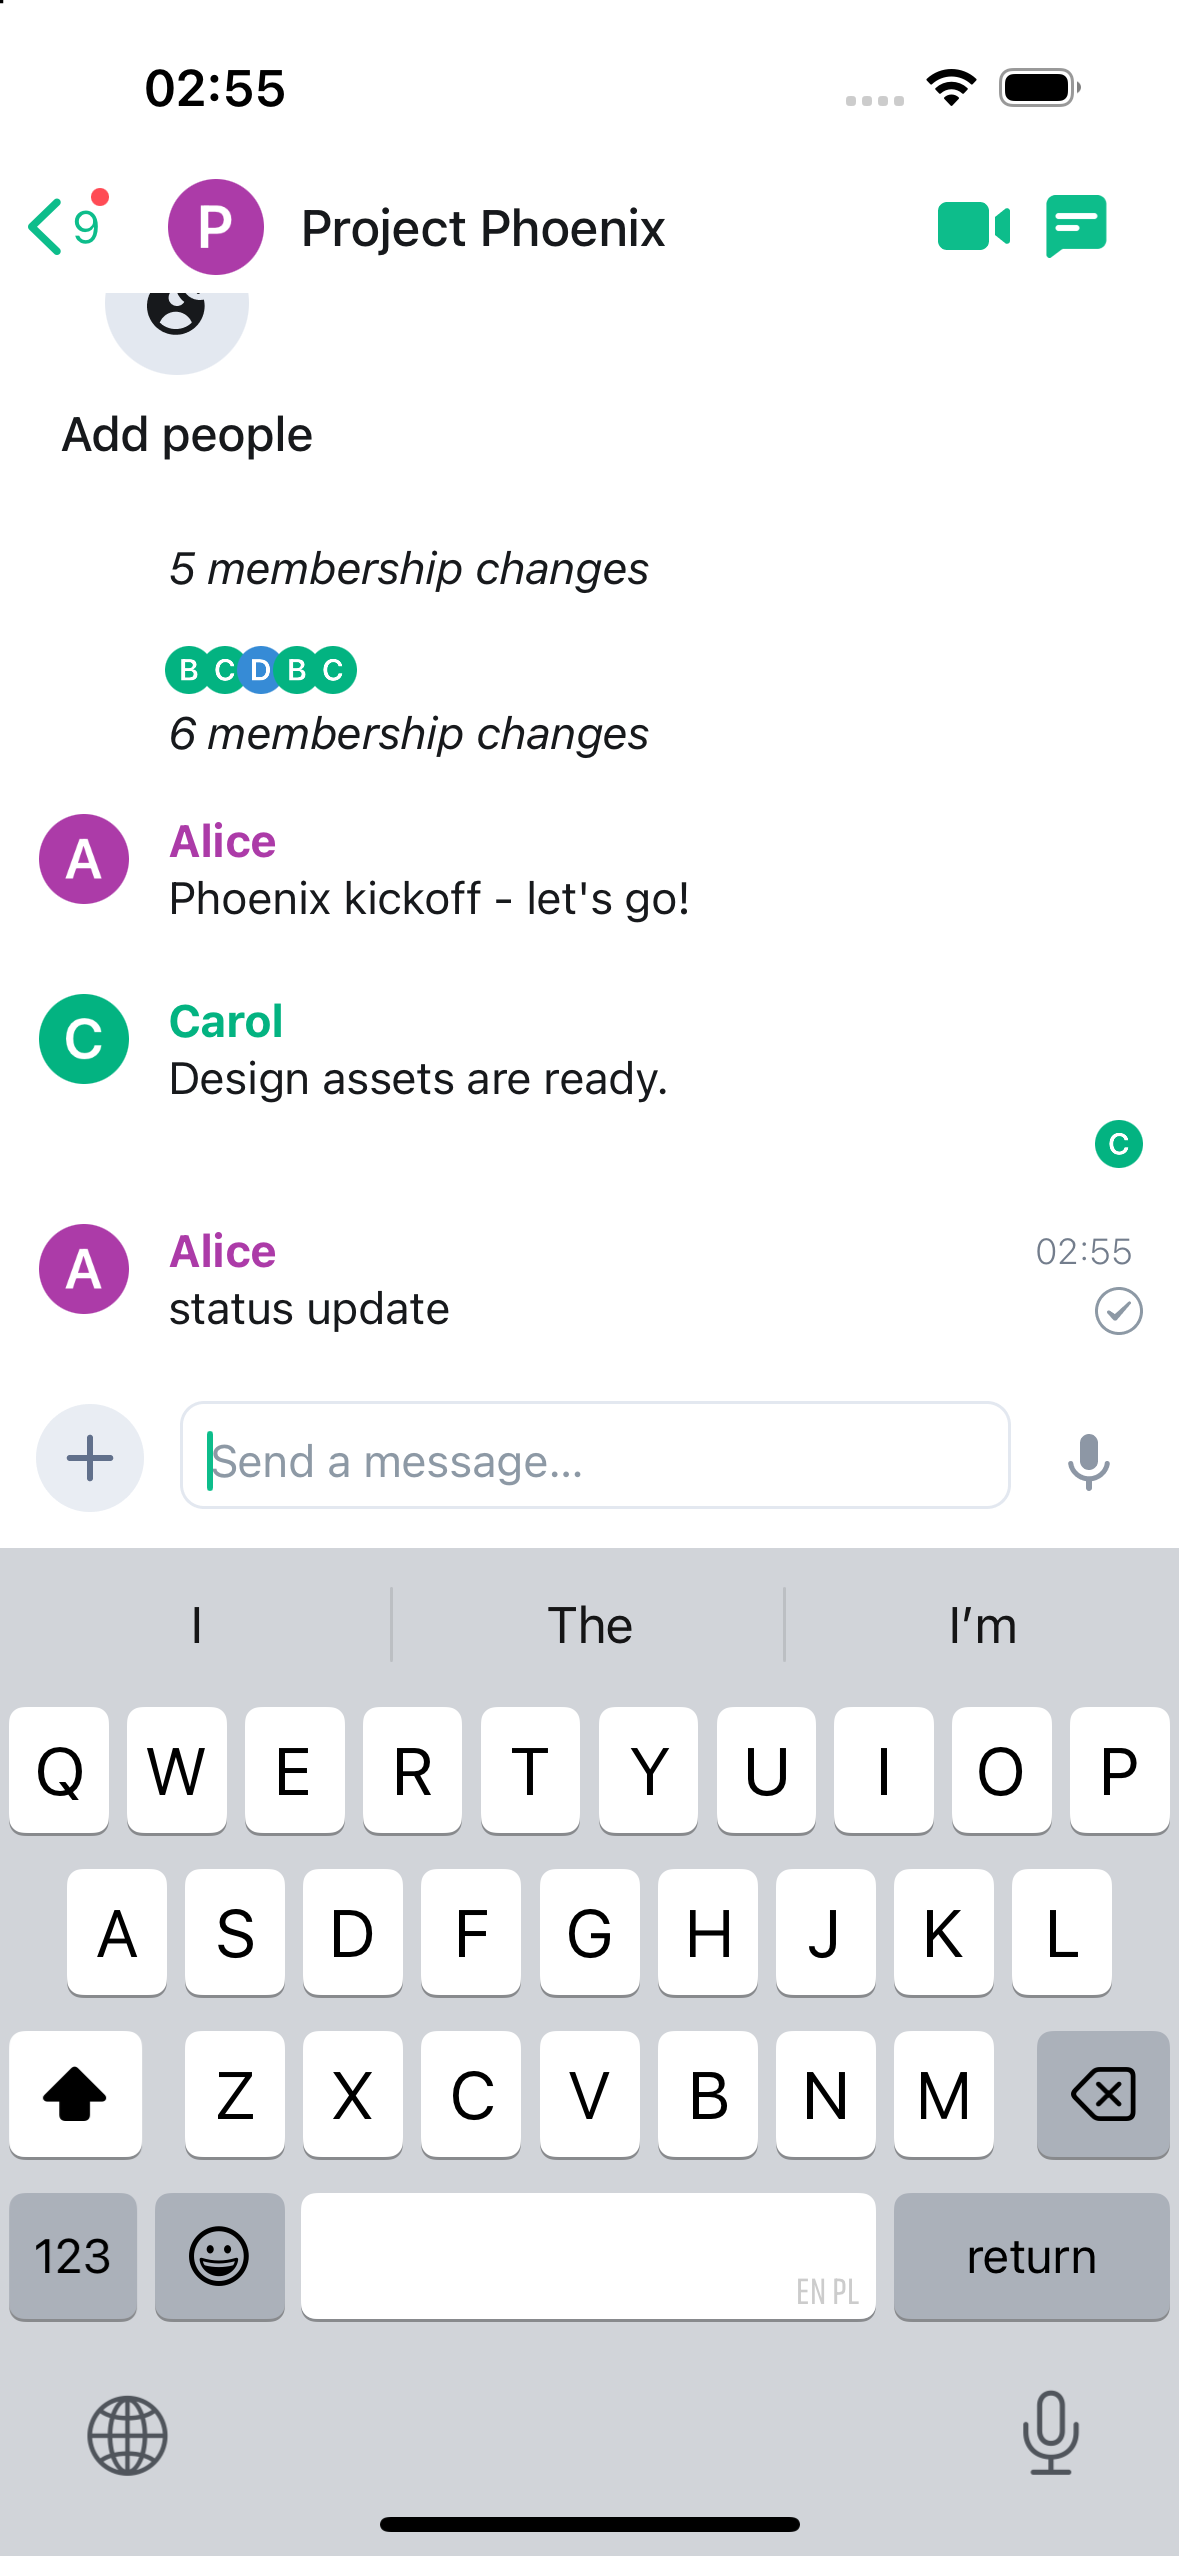 02:55
9
P
Project Phoenix
Add people
5 membership changes
B C D B C
6 membership changes
A
Alice
Phoenix kickoff - let's go!
C
Carol
Design assets are ready.
C
A
Alice
02:55
status update
Send a message...
I The I'm
Q W E R T Y U I O P
A S D F G H J K L
Z X C V B N M
123
EN PL
return